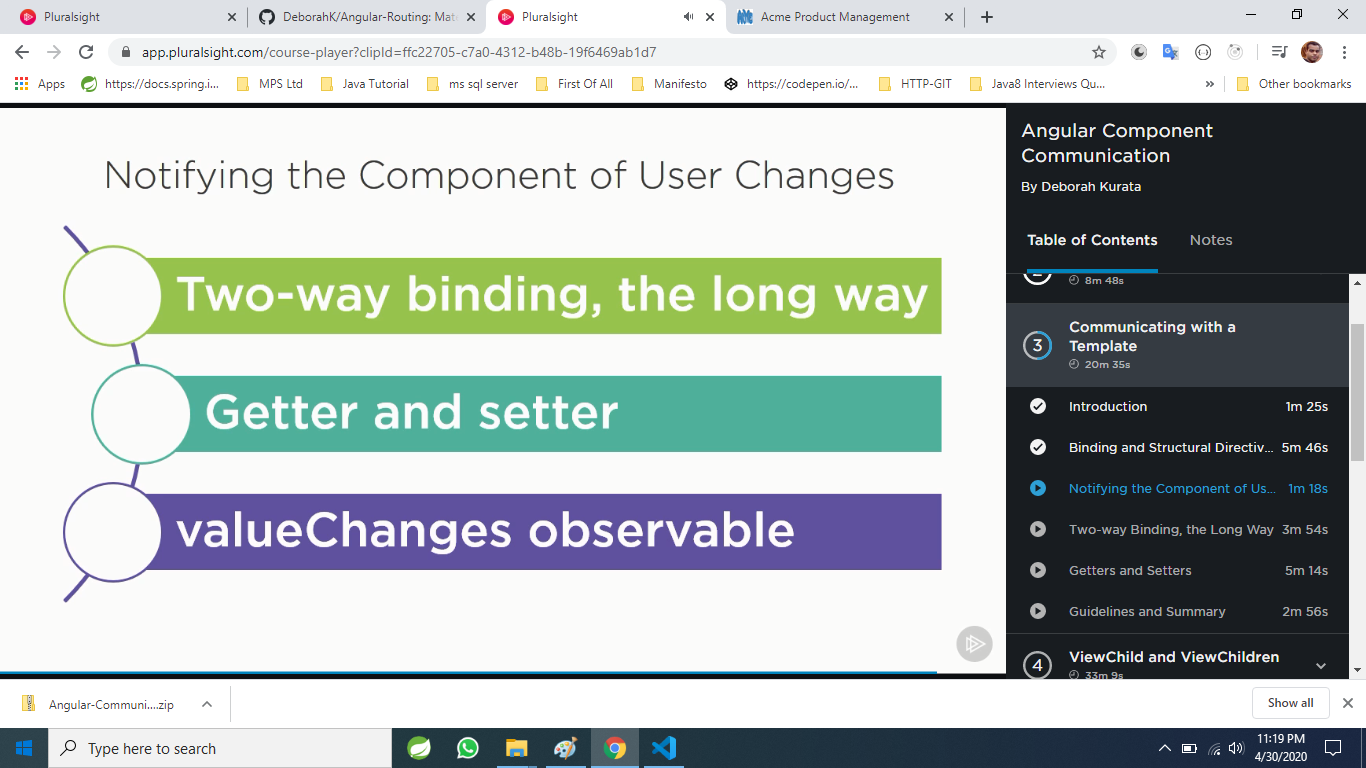 Pluralsight
DeborahK/Angular-Routing: Mat
Pluralsight
Acme Product Management
app.pluralsight.com/course-player?clipId=ffc22705-c7a0-4312-b48b-19f6469ab1d7
Apps
https://docs.spring.i...
MPS Ltd
Java Tutorial
ms sql server
First Of All
Manifesto
https://codepen.io/...
HTTP-GIT
Java8 Interviews Qu...
»
Other bookmarks
Notifying the Component of User Changes
Two-way binding, the long way
Getter and setter
valueChanges observable
Angular Component
Communication
By Deborah Kurata
Table of Contents
Notes
8m 48s
3
Communicating with a
Template
20m 35s
Introduction 1m 25s
Binding and Structural Directiv... 5m 46s
Notifying the Component of Us... 1m 18s
Two-way Binding, the Long Way 3m 54s
Getters and Setters 5m 14s
Guidelines and Summary 2m 56s
4
ViewChild and ViewChildren
33m 9s
Angular-Communi....zip
Show all
Type here to search
11:19 PM
4/30/2020